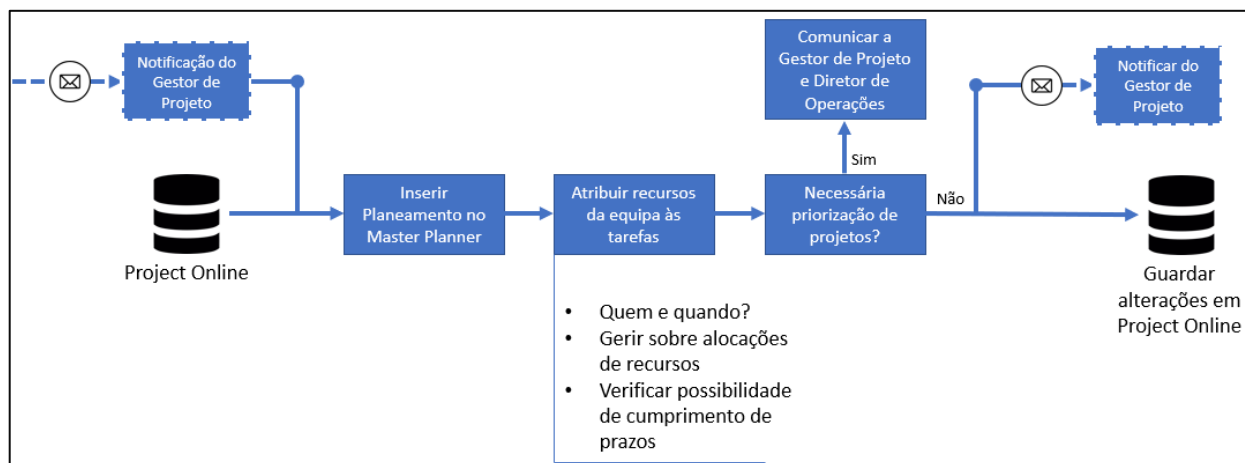 Notificação do
Gestor de
Projeto
Project Online
Inserir
Planeamento no
Master Planner
Atribuir recursos
da equipa às
tarefas
• Quem e quando?
• Gerir sobre alocações
de recursos
• Verificar possibilidade
de cumprimento de
prazos
Comunicar a
Gestor de Projeto
e Diretor de
Operações
Sim
Necessária
priorização de
projetos?
Não
Notificar do
Gestor de
Projeto
Guardar
alterações em
Project Online